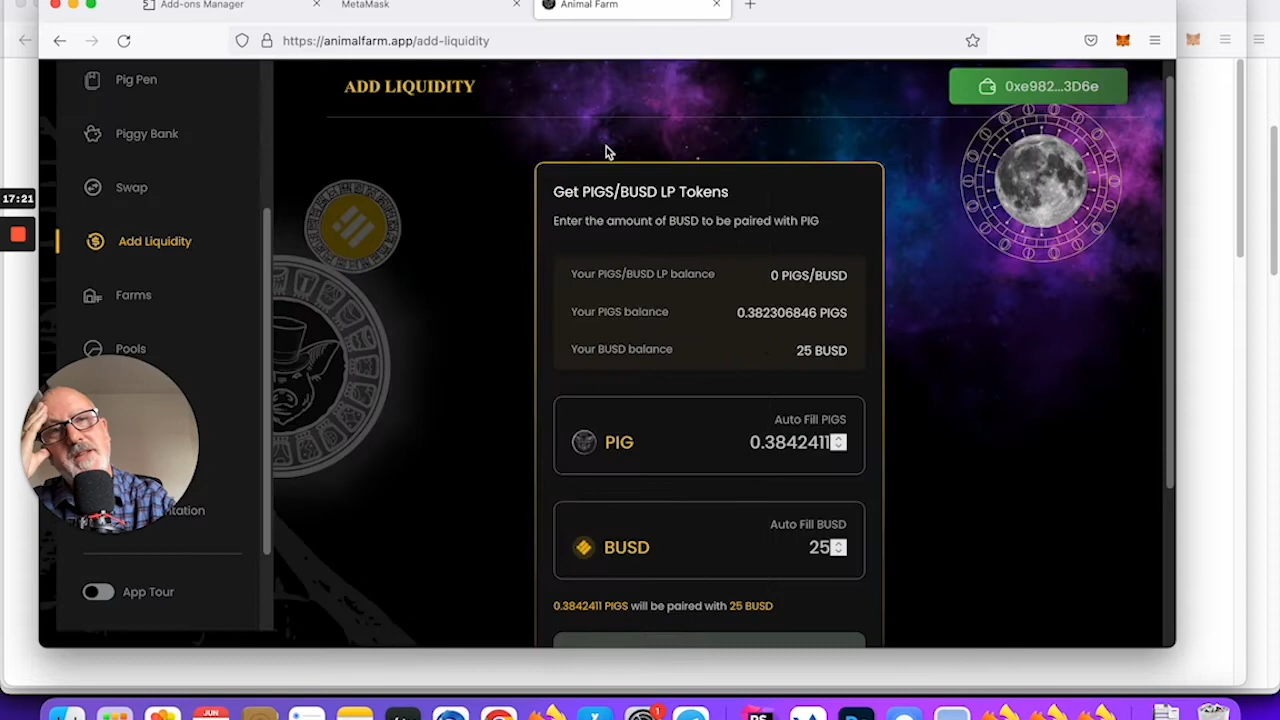 Add-ons Manager
MetaMask
Animal Farm
https://animalfarm.app/add-liquidity
Pig Pen
ADD LIQUIDITY
0xe982...3D6e
Piggy Bank
Swap
17:21
Get PIGS/BUSD LP Tokens
Enter the amount of BUSD to be paired with PIG
Add Liquidity
Your PIGS/BUSD LP balance 0 PIGS/BUSD
Farms
Your PIGS balance 0.382306846 PIGS
Pools
Your BUSD balance 25 BUSD
Auto Fill PIGS
PIG 0.3842411
Auto Fill BUSD
BUSD 25
App Tour
0.3842411 PIGS will be paired with 25 BUSD
JUN
1